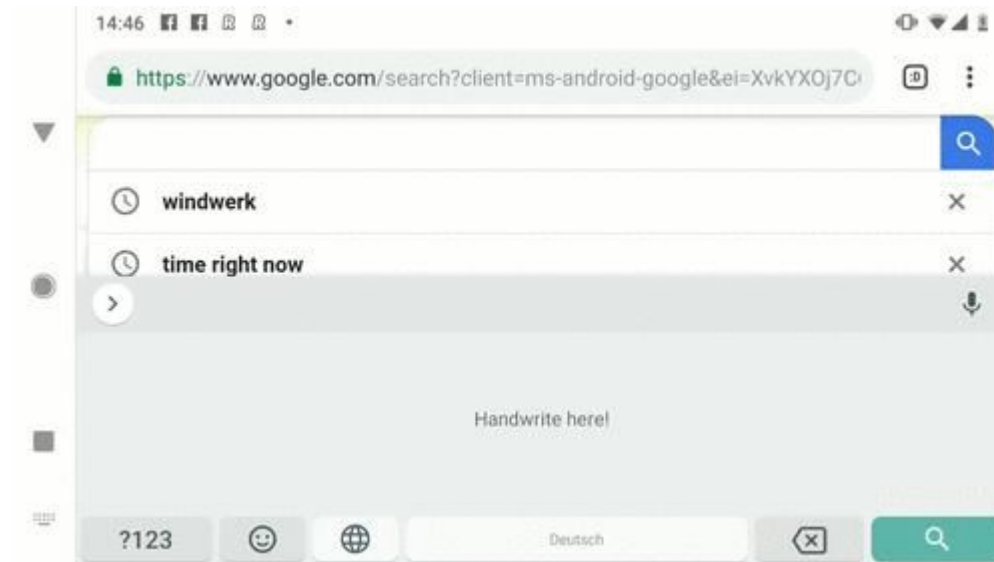 14:46
https://www.google.com/search?client=ms-android-google&ei=XvkYXOj7C
:D
windwerk
time right now
Handwrite here!
?123
Deutsch